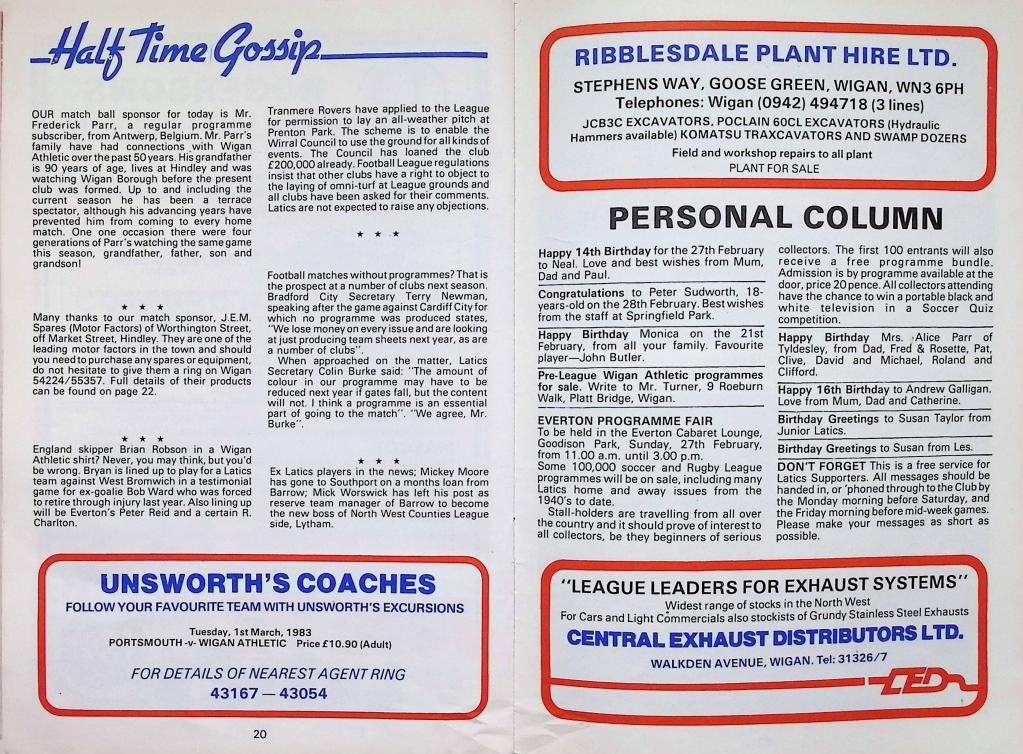 Half Time Gossip
OUR match ball sponsor for today is Mr.
Frederick Parr, a regular programme
subscriber, from Antwerp, Belgium. Mr. Parr's
family have had connections with Wigan
Athletic over the past 50 years. His grandfather
is 90 years of age, lives at Hindley and was
watching Wigan Borough before the present
club was formed. Up to and including the
current season he has been a terrace
spectator, although his advancing years have
prevented him from coming to every home
match. One one occasion there were four
generations of Parr's watching the same game
this season, grandfather, father, son and
grandson!
★ ★ ★
Many thanks to our match sponsor, J.E.M.
Spares (Motor Factors) of Worthington Street,
off Market Street, Hindley. They are one of the
leading motor factors in the town and should
you need to purchase any spares or equipment,
do not hesitate to give them a ring on Wigan
54224/55357. Full details of their products
can be found on page 22.
★ ★ ★
England skipper Brian Robson in a Wigan
Athletic shirt? Never, you may think, but you'd
be wrong. Bryan is lined up to play for a Latics
team against West Bromwich in a testimonial
game for ex-goalie Bob Ward who was forced
to retire through injury last year. Also lining up
will be Everton's Peter Reid and a certain R.
Charlton.
Tranmere Rovers have applied to the League
for permission to lay an all-weather pitch at
Prenton Park. The scheme is to enable the
Wirral Council to use the ground for all kinds of
events. The Council has loaned the club
£200,000 already. Football League regulations
insist that other clubs have a right to object to
the laying of omni-turf at League grounds and
all clubs have been asked for their comments.
Latics are not expected to raise any objections.
★ ★ ★
Football matches without programmes? That is
the prospect at a number of clubs next season.
Bradford City Secretary Terry Newman,
speaking after the game against Cardiff City for
which no programme was produced states,
"We lose money on every issue and are looking
at just producing team sheets next year, as are
a number of clubs".
When approached on the matter, Latics
Secretary Colin Burke said: "The amount of
colour in our programme may have to be
reduced next year if gates fall, but the content
will not. I think a programme is an essential
part of going to the match". "We agree, Mr.
Burke".
★ ★ ★
Ex Latics players in the news; Mickey Moore
has gone to Southport on a months loan from
Barrow; Mick Worswick has left his post as
reserve team manager of Barrow to become
the new boss of North West Counties League
side, Lytham.
UNSWORTH'S COACHES
FOLLOW YOUR FAVOURITE TEAM WITH UNSWORTH'S EXCURSIONS
Tuesday, 1st March, 1983
PORTSMOUTH -v- WIGAN ATHLETIC Price £10.90 (Adult)
FOR DETAILS OF NEAREST AGENT RING
43167 — 43054
20
RIBBLESDALE PLANT HIRE LTD.
STEPHENS WAY, GOOSE GREEN, WIGAN, WN3 6PH
Telephones: Wigan (0942) 494718 (3 lines)
JCB3C EXCAVATORS, POCLAIN 60CL EXCAVATORS (Hydraulic
Hammers available) KOMATSU TRAXCAVATORS AND SWAMP DOZERS
Field and workshop repairs to all plant
PLANT FOR SALE
PERSONAL COLUMN
Happy 14th Birthday for the 27th February
to Neal. Love and best wishes from Mum,
Dad and Paul.
Congratulations to Peter Sudworth, 18-
years-old on the 28th February. Best wishes
from the staff at Springfield Park.
Happy Birthday Monica on the 21st
February, from all your family. Favourite
player—John Butler.
Pre-League Wigan Athletic programmes
for sale. Write to Mr. Turner, 9 Roeburn
Walk, Platt Bridge, Wigan.
EVERTON PROGRAMME FAIR
To be held in the Everton Cabaret Lounge,
Goodison Park, Sunday, 27th February,
from 11.00 a.m. until 3.00 p.m.
Some 100,000 soccer and Rugby League
programmes will be on sale, including many
Latics home and away issues from the
1940's to date.
Stall-holders are travelling from all over
the country and it should prove of interest to
all collectors, be they beginners of serious
collectors. The first 100 entrants will also
receive a free programme bundle.
Admission is by programme available at the
door, price 20 pence. All collectors attending
have the chance to win a portable black and
white television in a Soccer Quiz
competition.
Happy Birthday Mrs. Alice Parr of
Tyldesley, from Dad, Fred & Rosette, Pat,
Clive, David and Michael, Roland and
Clifford.
Happy 16th Birthday to Andrew Galligan.
Love from Mum, Dad and Catherine.
Birthday Greetings to Susan Taylor from
Junior Latics.
Birthday Greetings to Susan from Les.
DON'T FORGET This is a free service for
Latics Supporters. All messages should be
handed in, or 'phoned through to the Club by
the Monday morning before Saturday, and
the Friday morning before mid-week games.
Please make your messages as short as
possible.
"LEAGUE LEADERS FOR EXHAUST SYSTEMS"
Widest range of stocks in the North West
For Cars and Light Commercials also stockists of Grundy Stainless Steel Exhausts
CENTRAL EXHAUST DISTRIBUTORS LTD.
WALKDEN AVENUE, WIGAN. Tel: 31326/7
CED